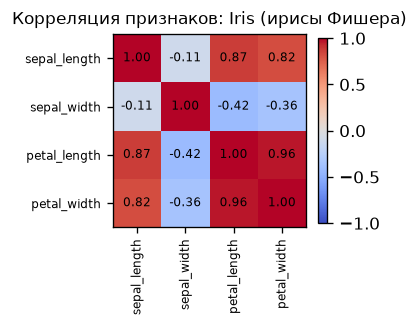 Корреляция признаков: Iris (ирисы Фишера)
sepal_length 1.00 -0.11 0.87 0.82
sepal_width -0.11 1.00 -0.42 -0.36
petal_length 0.87 -0.42 1.00 0.96
petal_width 0.82 -0.36 0.96 1.00
sepal_length sepal_width petal_length petal_width
1.0
0.5
0.0
−0.5
−1.0